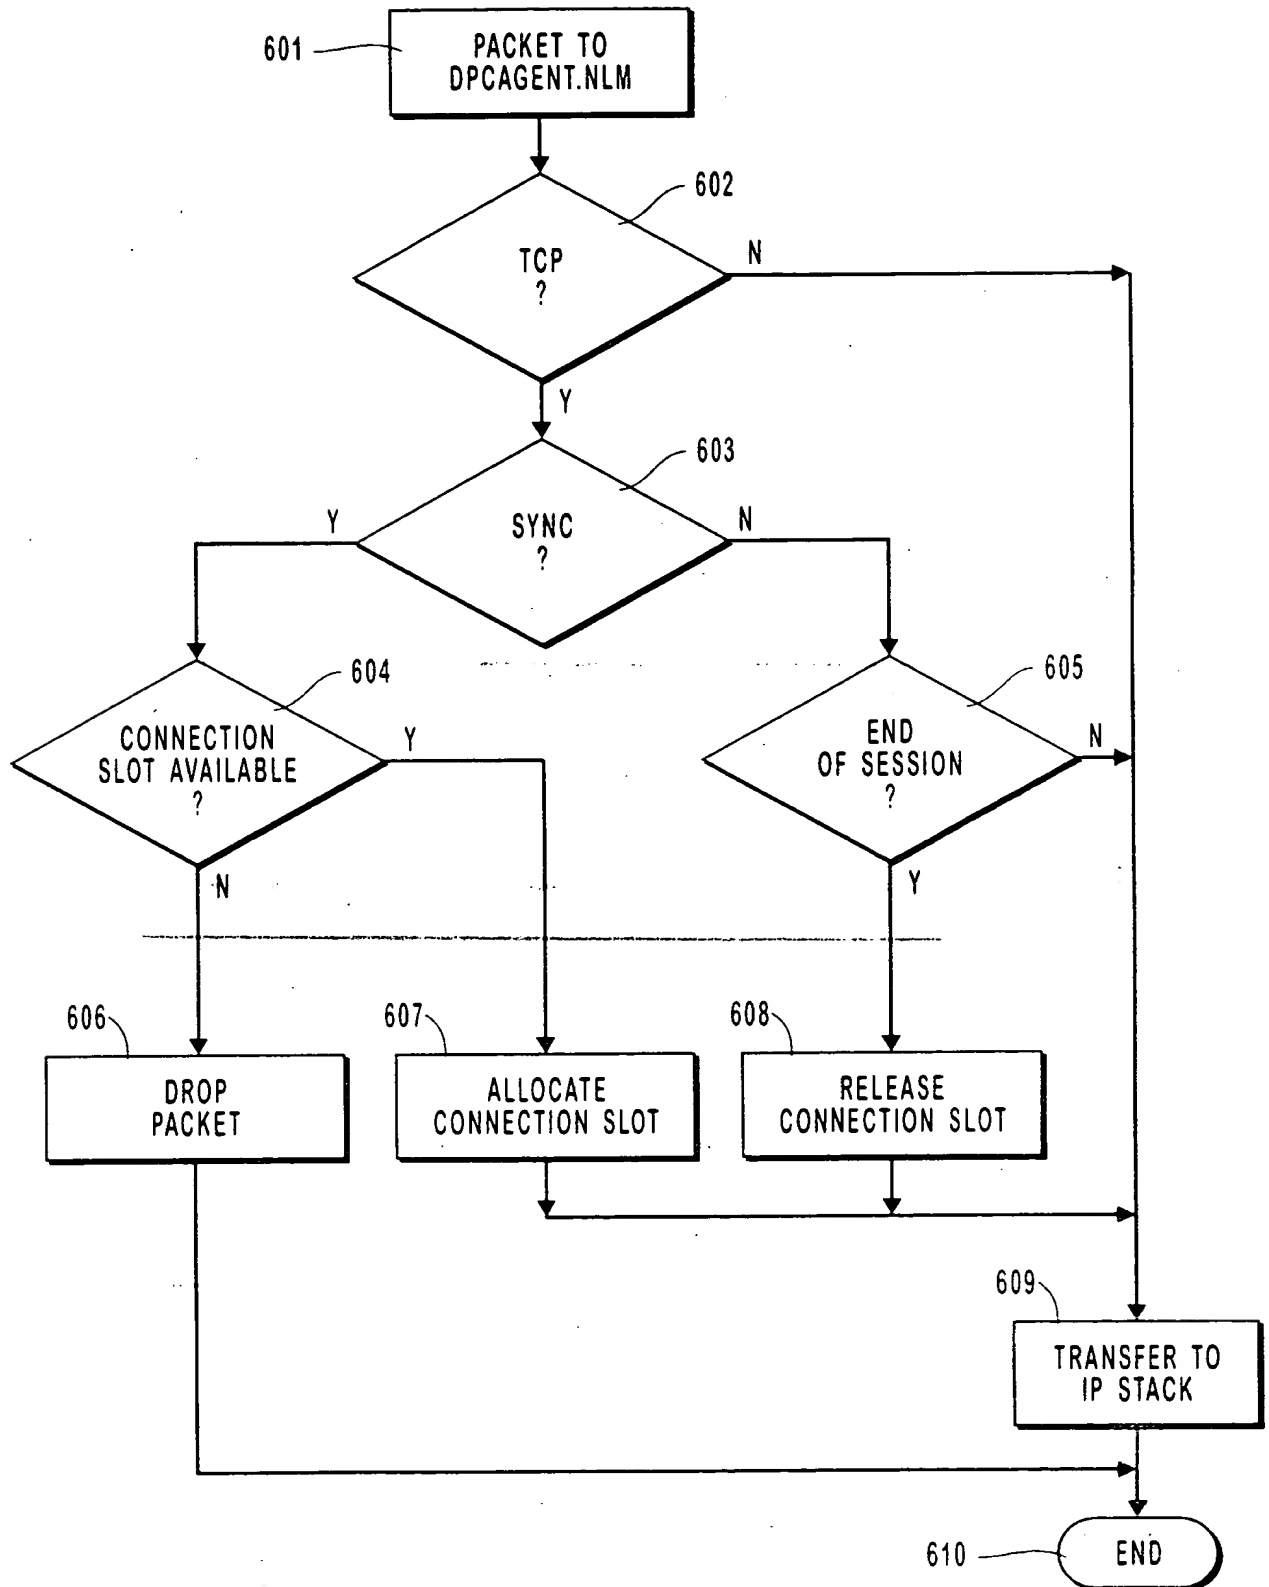 601
PACKET TO
DPCAGENT.NLM
602
TCP
?
N
Y
603
SYNC
?
Y
N
604
CONNECTION
SLOT AVAILABLE
?
Y
N
605
END
OF SESSION
?
N
Y
606
DROP
PACKET
607
ALLOCATE
CONNECTION SLOT
608
RELEASE
CONNECTION SLOT
609
TRANSFER TO
IP STACK
610
END